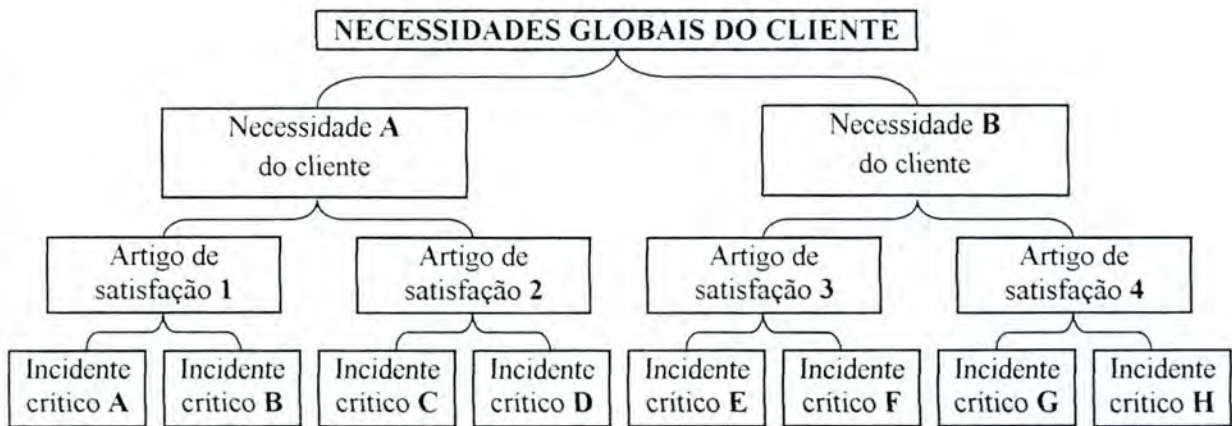 NECESSIDADES GLOBAIS DO CLIENTE
Necessidade A
do cliente
Necessidade B
do cliente
Artigo de
satisfação 1
Artigo de
satisfação 2
Artigo de
satisfação 3
Artigo de
satisfação 4
Incidente
crítico A
Incidente
crítico B
Incidente
crítico C
Incidente
crítico D
Incidente
crítico E
Incidente
crítico F
Incidente
crítico G
Incidente
crítico H